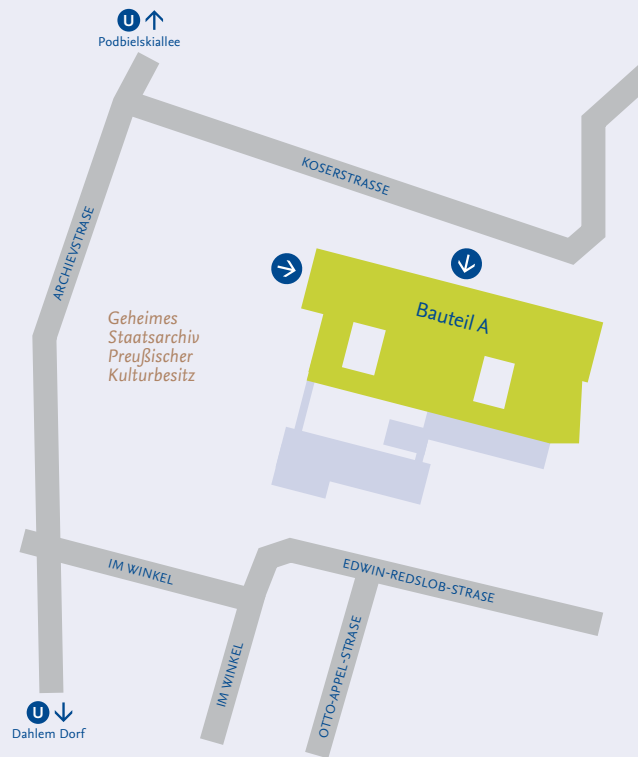 U
Podbielskiallee
KOSERSTRASSE
ARCHIEVSTRASE
Bauteil A
Geheimes
Staatsarchiv
Preußischer
Kulturbesitz
IM WINKEL
EDWIN-REDSLOB-STRASE
IM WINKEL
OTTO-APPEL-STRASE
U
Dahlem Dorf